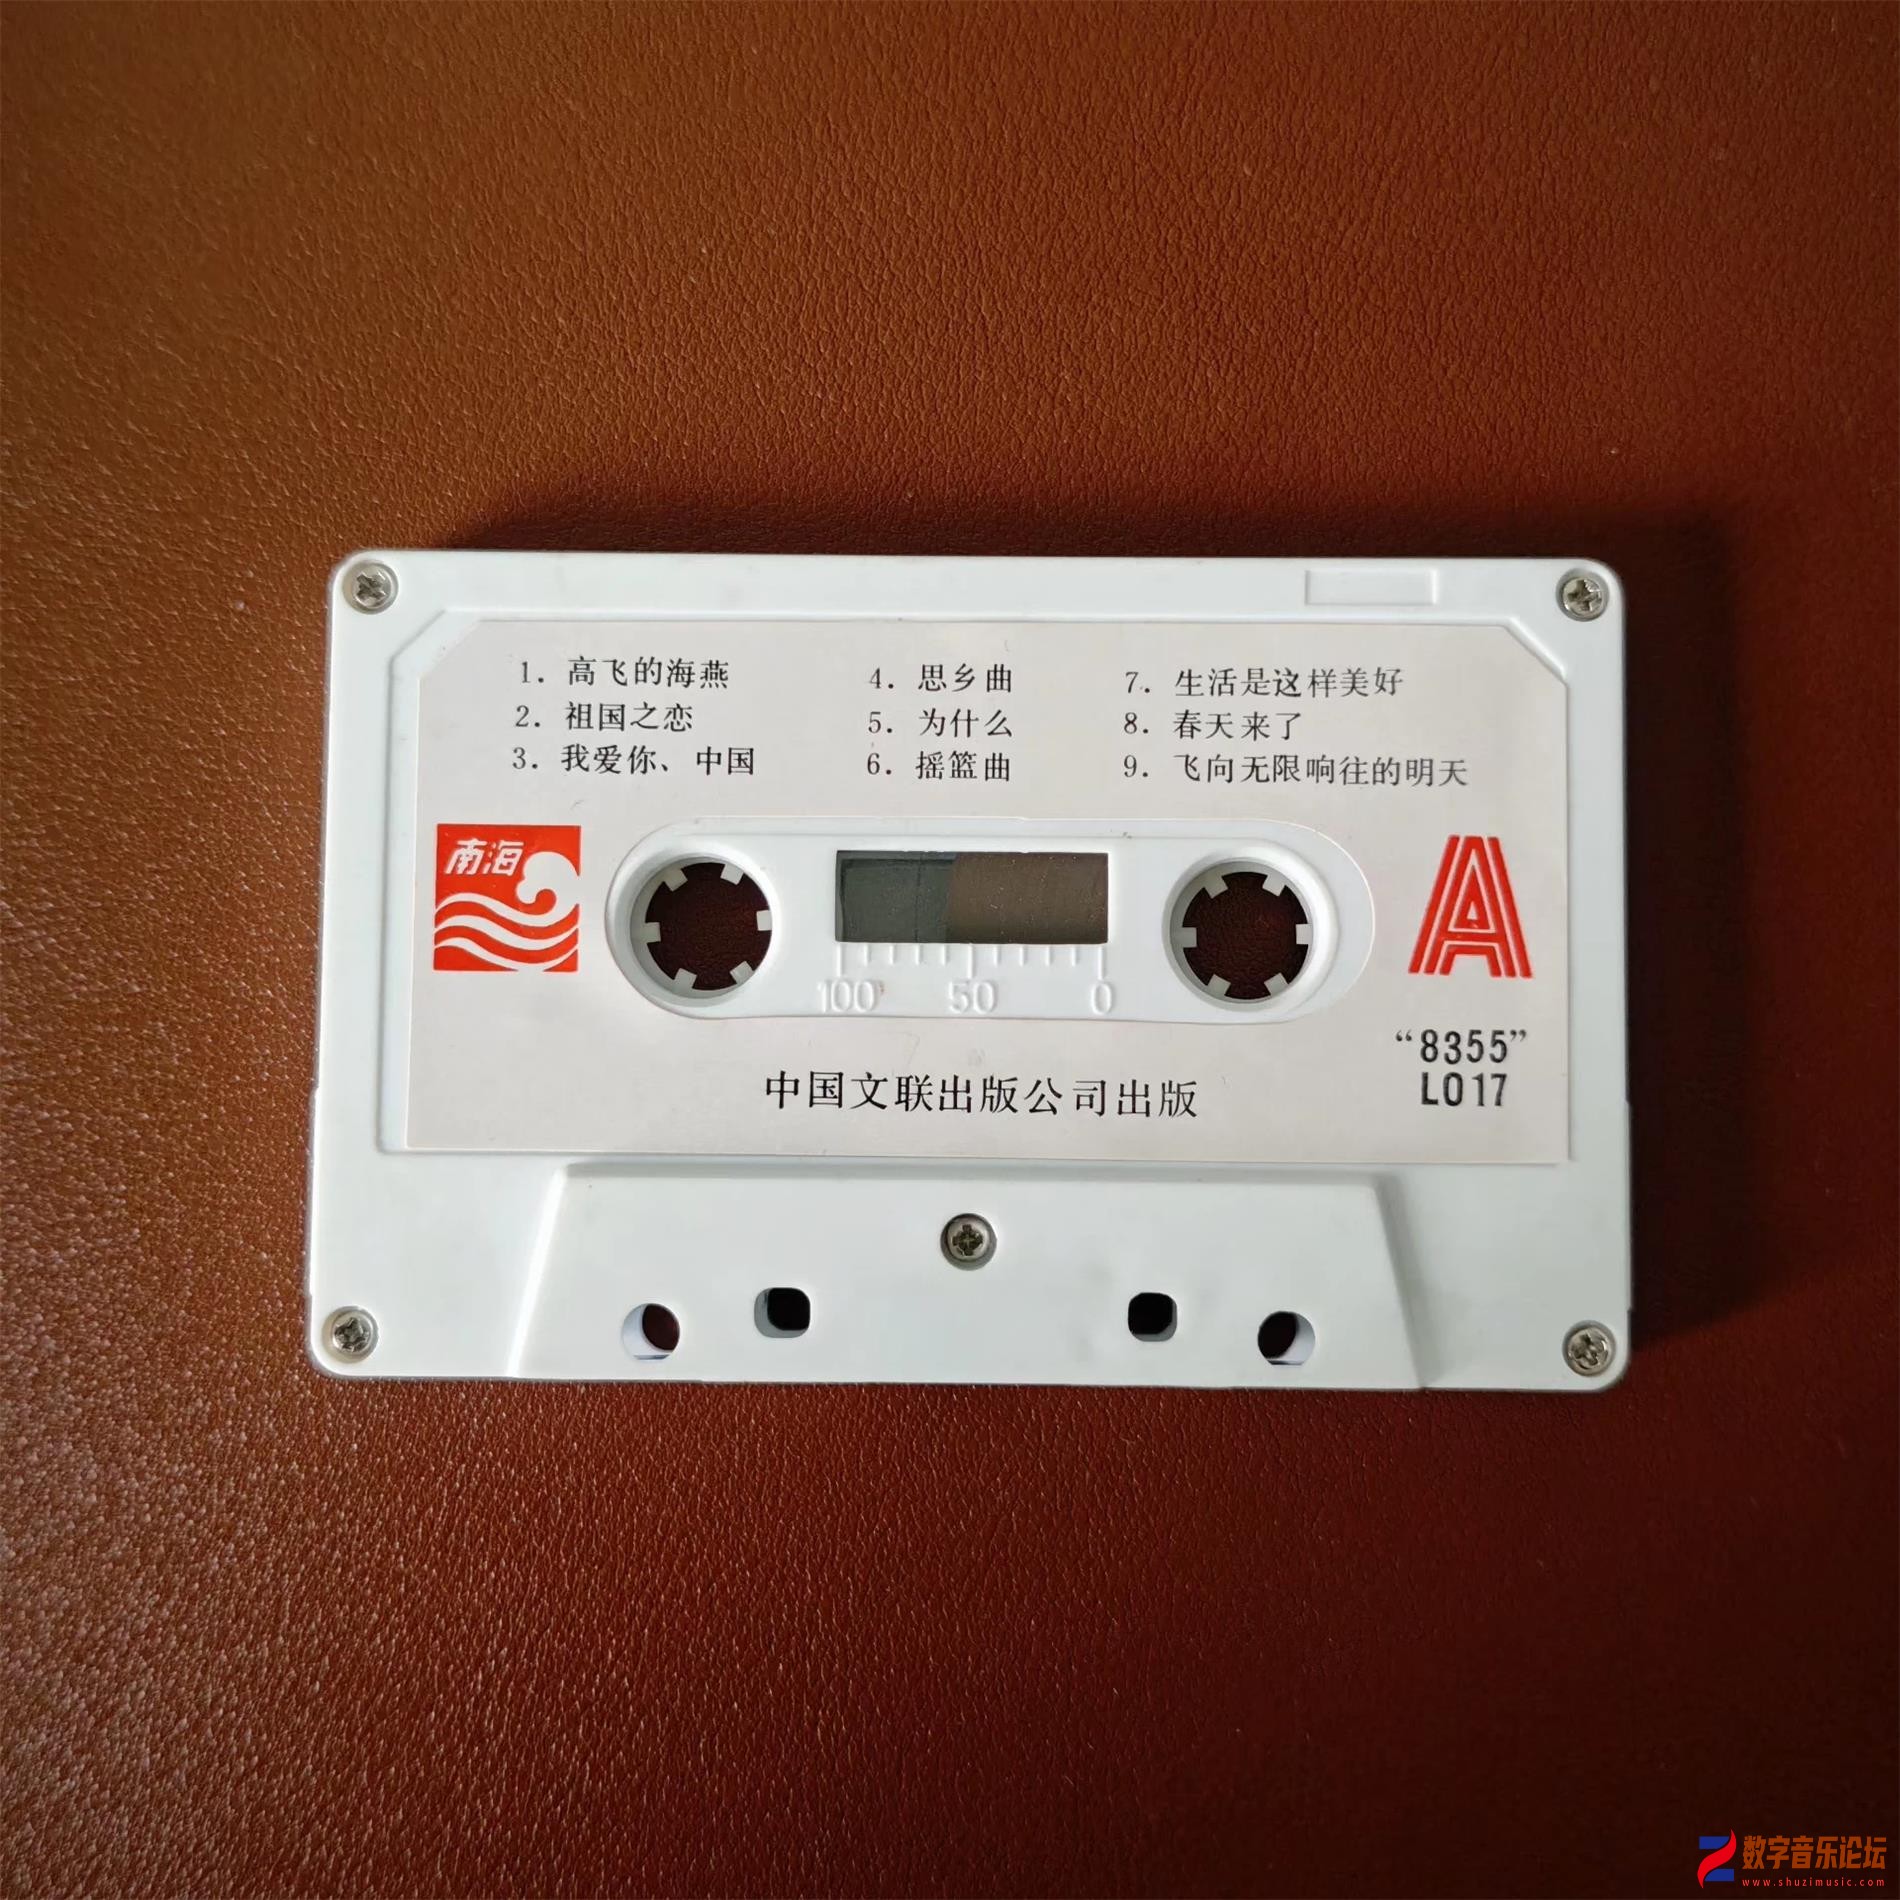 1. 高飞的海燕
2. 祖国之恋
3. 我爱你、中国
4. 思乡曲
5. 为什么
6. 摇篮曲
7. 生活是这样美好
8. 春天来了
9. 飞向无限响往的明天
南海
A
100 50 0
“8355”
L017
中国文联出版公司出版
数字音乐论坛
www.shuzimusic.com